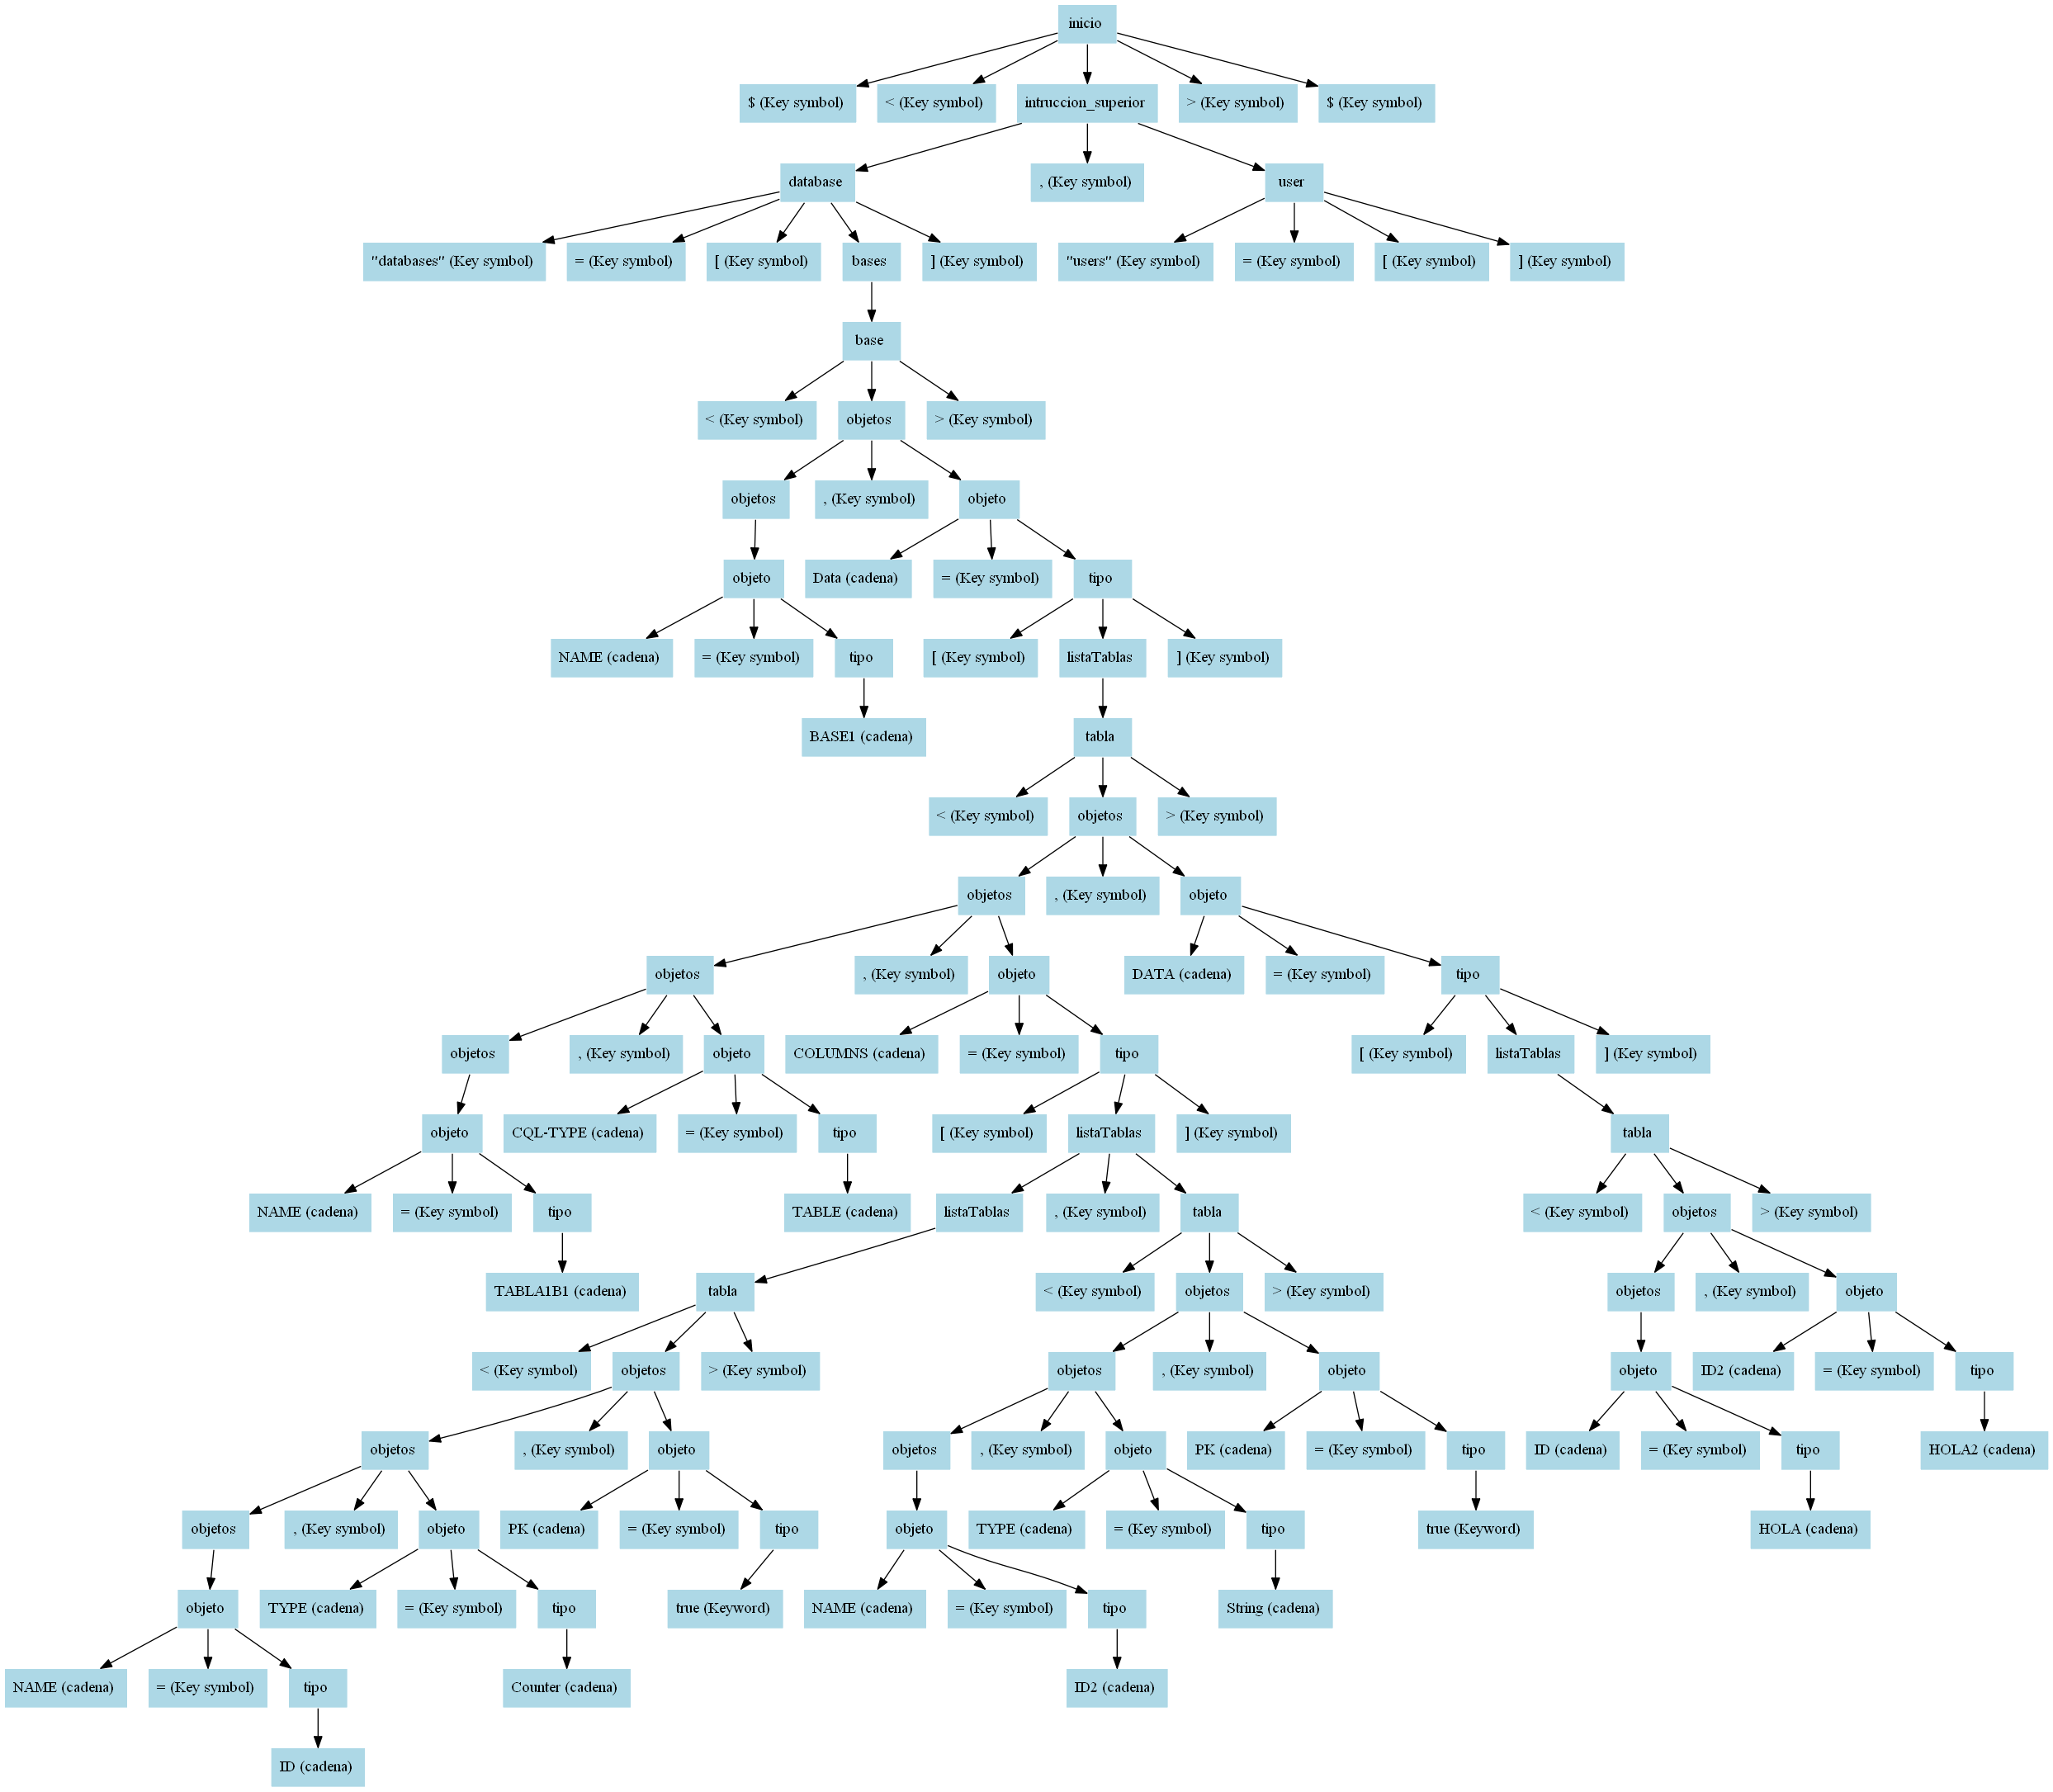 inicio
$ (Key symbol)
< (Key symbol)
intruccion_superior
> (Key symbol)
$ (Key symbol)
database
, (Key symbol)
user
"databases" (Key symbol)
= (Key symbol)
[ (Key symbol)
bases
] (Key symbol)
"users" (Key symbol)
= (Key symbol)
[ (Key symbol)
] (Key symbol)
base
< (Key symbol)
objetos
> (Key symbol)
objetos
, (Key symbol)
objeto
objeto
Data (cadena)
= (Key symbol)
tipo
NAME (cadena)
= (Key symbol)
tipo
[ (Key symbol)
listaTablas
] (Key symbol)
BASE1 (cadena)
tabla
< (Key symbol)
objetos
> (Key symbol)
objetos
, (Key symbol)
objeto
objetos
, (Key symbol)
objeto
DATA (cadena)
= (Key symbol)
tipo
objetos
, (Key symbol)
objeto
COLUMNS (cadena)
= (Key symbol)
tipo
[ (Key symbol)
listaTablas
] (Key symbol)
objeto
CQL-TYPE (cadena)
= (Key symbol)
tipo
[ (Key symbol)
listaTablas
] (Key symbol)
tabla
NAME (cadena)
= (Key symbol)
tipo
TABLE (cadena)
listaTablas
, (Key symbol)
tabla
< (Key symbol)
objetos
> (Key symbol)
TABLA1B1 (cadena)
tabla
< (Key symbol)
objetos
> (Key symbol)
objetos
, (Key symbol)
objeto
< (Key symbol)
objetos
> (Key symbol)
objetos
, (Key symbol)
objeto
objeto
ID2 (cadena)
= (Key symbol)
tipo
objetos
, (Key symbol)
objeto
objetos
, (Key symbol)
objeto
PK (cadena)
= (Key symbol)
tipo
ID (cadena)
= (Key symbol)
tipo
HOLA2 (cadena)
objetos
, (Key symbol)
objeto
PK (cadena)
= (Key symbol)
tipo
objeto
TYPE (cadena)
= (Key symbol)
tipo
true (Keyword)
HOLA (cadena)
objeto
TYPE (cadena)
= (Key symbol)
tipo
true (Keyword)
NAME (cadena)
= (Key symbol)
tipo
String (cadena)
NAME (cadena)
= (Key symbol)
tipo
Counter (cadena)
ID2 (cadena)
ID (cadena)